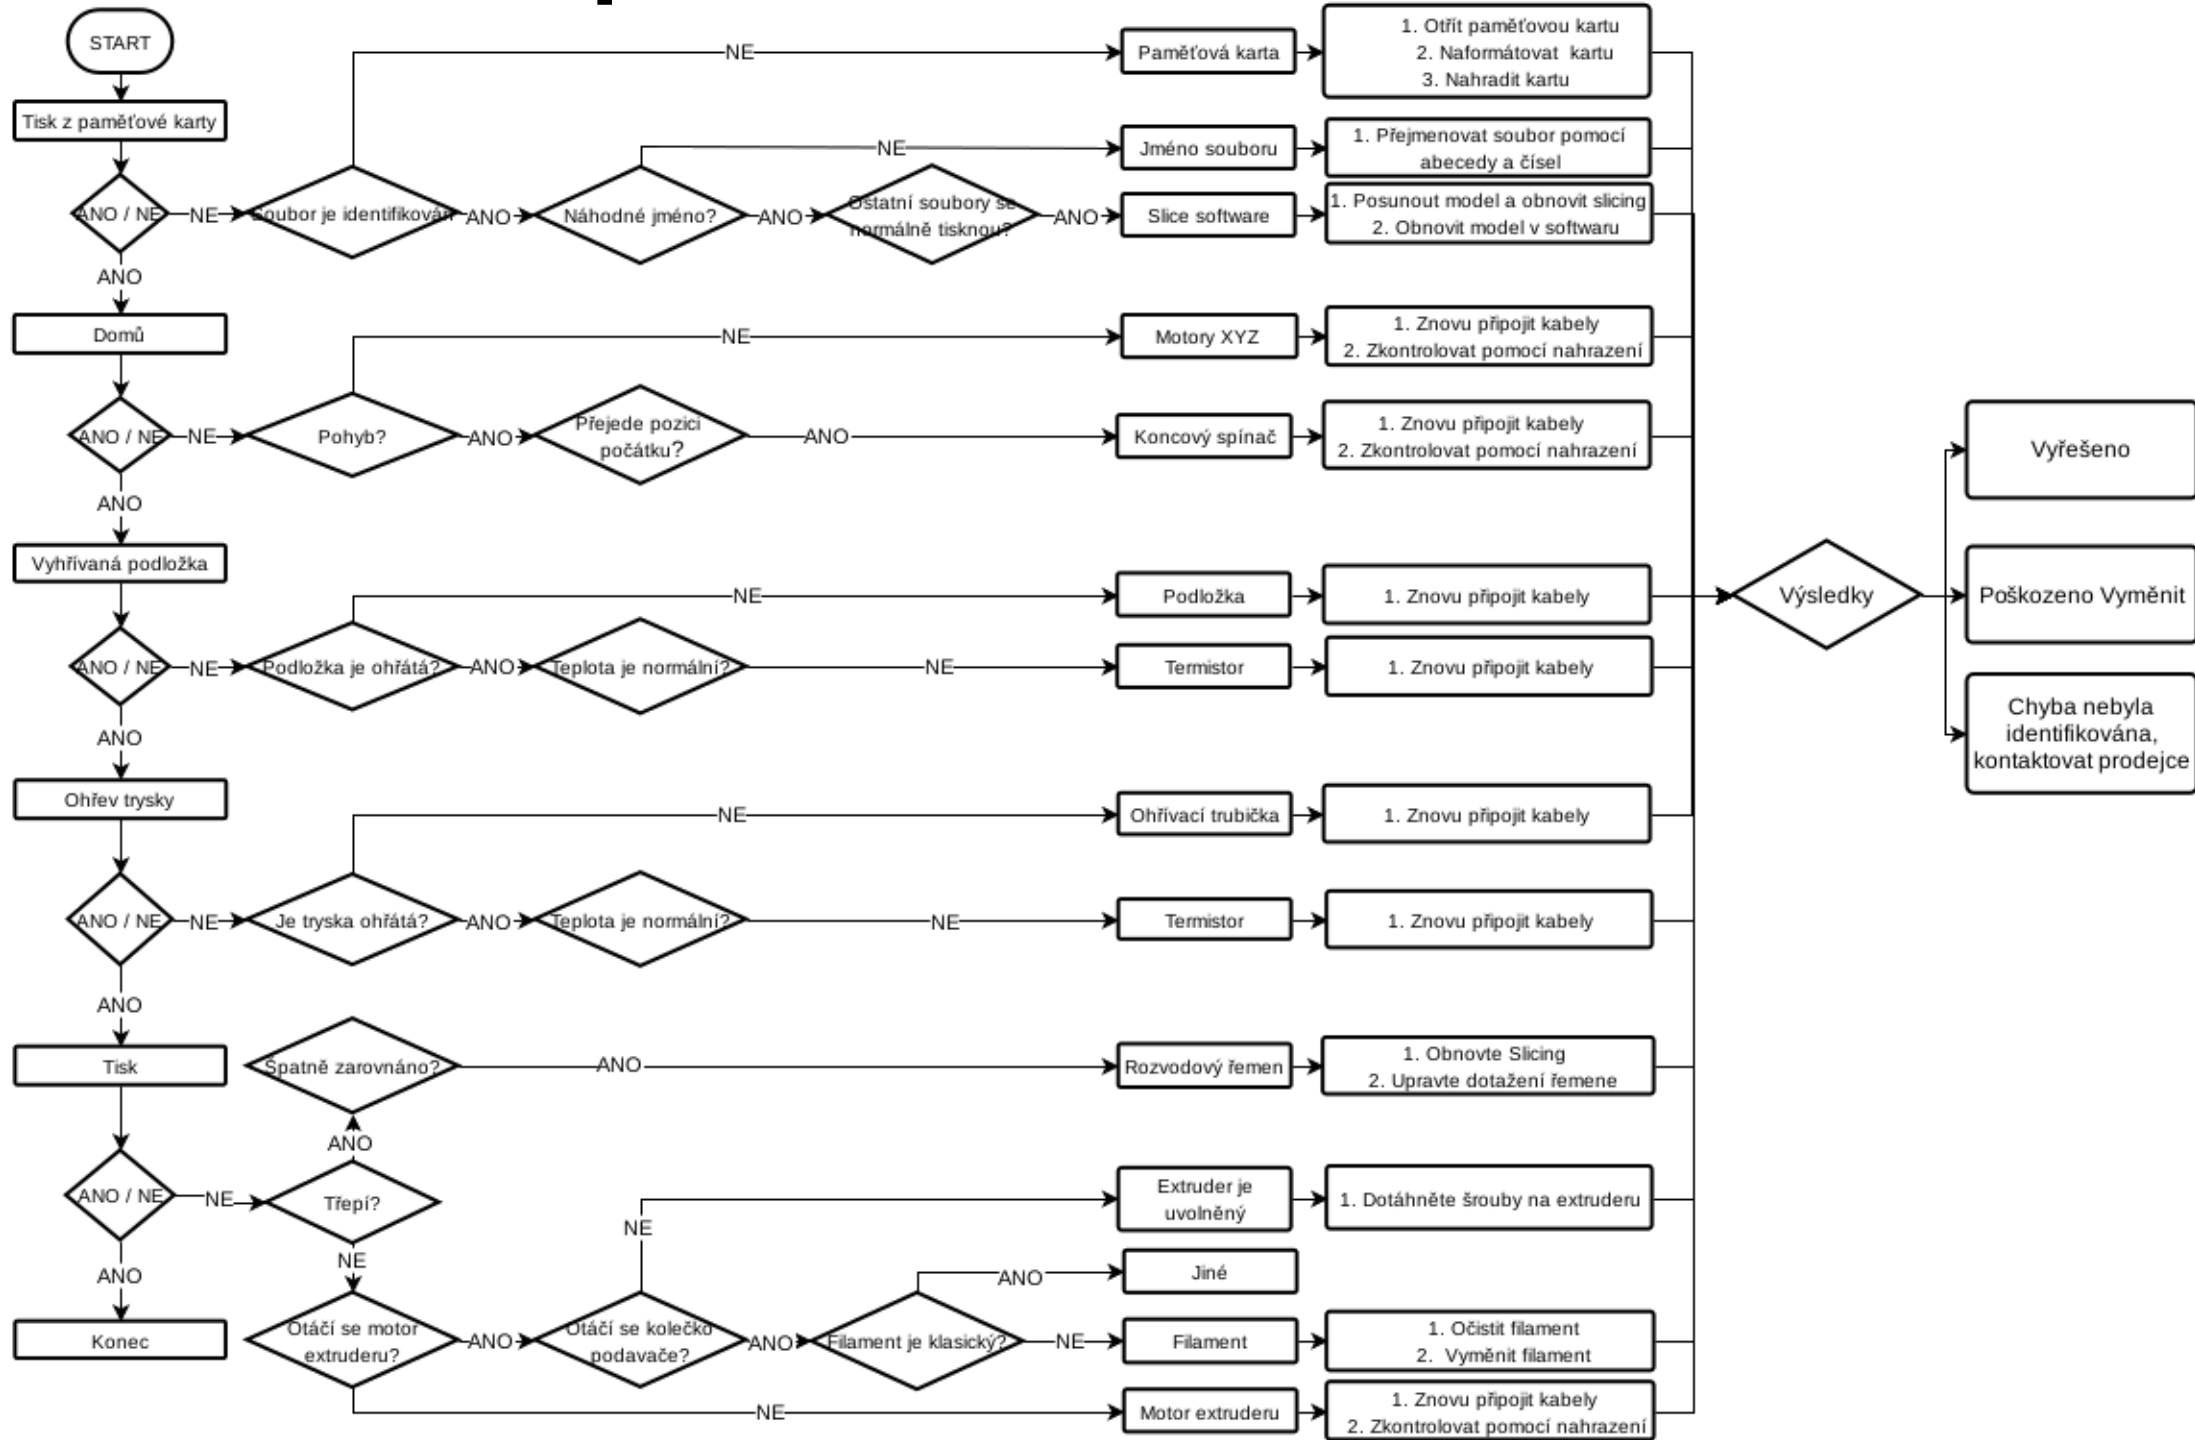 START
Tisk z paměťové karty
ANO / NE
NE
Soubor je identifikován
NE
ANO
Náhodné jméno?
NE
ANO
Ostatní soubory se
normálně tisknou?
ANO
Paměťová karta
1. Otřít paměťovou kartu
2. Naformátovat kartu
3. Nahradit kartu
Jméno souboru
1. Přejmenovat soubor pomocí
abecedy a čísel
Slice software
1. Posunout model a obnovit slicing
2. Obnovit model v softwaru
ANO
Domů
ANO / NE
NE
Pohyb?
NE
ANO
Přejede pozici
počátku?
ANO
Motory XYZ
1. Znovu připojit kabely
2. Zkontrolovat pomocí nahrazení
Koncový spínač
1. Znovu připojit kabely
2. Zkontrolovat pomocí nahrazení
ANO
Vyhřívaná podložka
ANO / NE
NE
Podložka je ohřátá?
NE
ANO
Teplota je normální?
NE
Podložka
1. Znovu připojit kabely
Termistor
1. Znovu připojit kabely
ANO
Ohřev trysky
ANO / NE
NE
Je tryska ohřátá?
NE
ANO
Teplota je normální?
NE
Ohřívací trubička
1. Znovu připojit kabely
Termistor
1. Znovu připojit kabely
ANO
Tisk
ANO / NE
NE
Třepí?
ANO
Špatně zarovnáno?
ANO
Rozvodový řemen
1. Obnovte Slicing
2. Upravte dotažení řemene
NE
Otáčí se motor
extruderu?
ANO
Otáčí se kolečko
podavače?
NE
Extruder je
uvolněný
1. Dotáhněte šrouby na extruderu
ANO
Filament je klasický?
ANO
Jiné
NE
Filament
1. Očistit filament
2. Vyměnit filament
NE
Motor extruderu
1. Znovu připojit kabely
2. Zkontrolovat pomocí nahrazení
ANO
Konec
Výsledky
Vyřešeno
Poškozeno Vyměnit
Chyba nebyla
identifikována,
kontaktovat prodejce